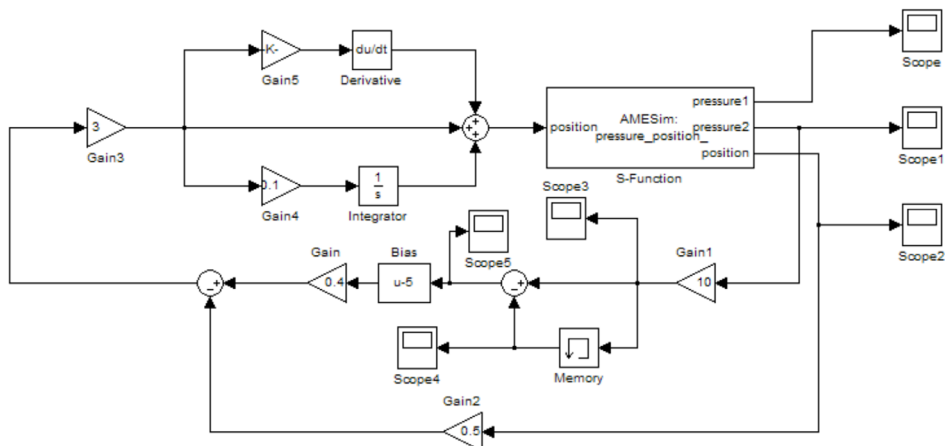 K-
Gain5
du/dt
Derivative
3
Gain3
0.1
Gain4
1
s
Integrator
+
+
+
position
AMESim:
pressure_position_
pressure1
pressure2
position
S-Function
Scope
Scope1
Scope2
Scope3
Scope5
Gain
0.4
Bias
u-5
Gain1
10
- +
- +
Scope4
Memory
Gain2
0.5